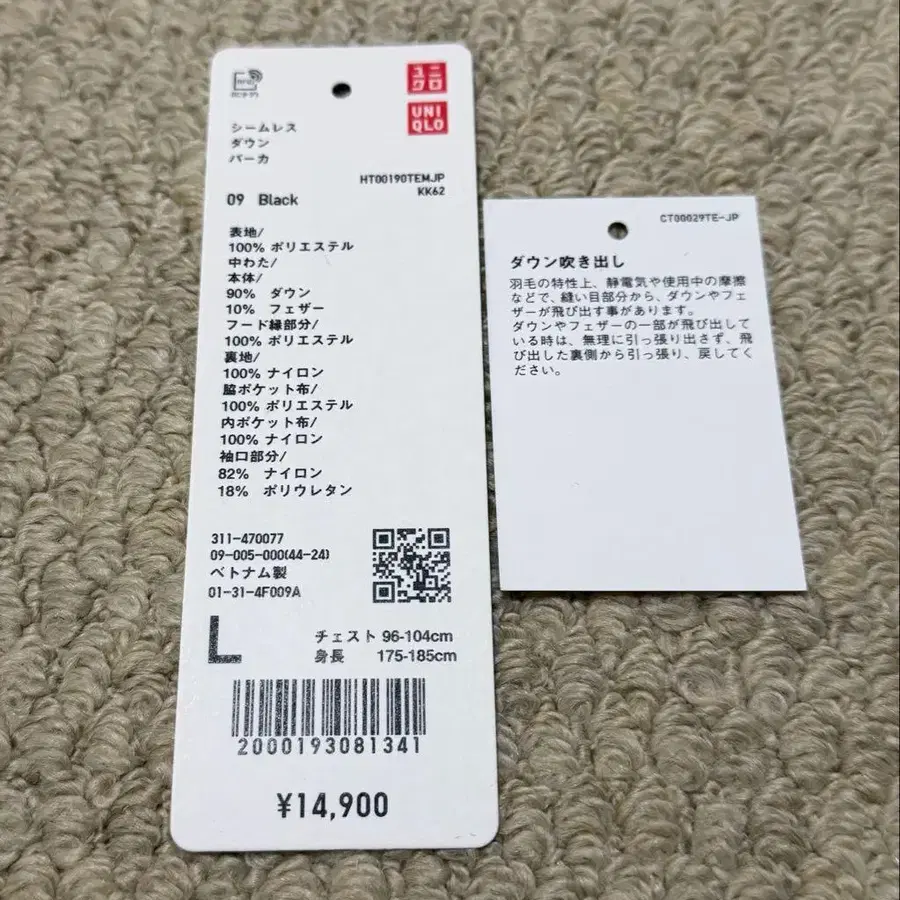 ユニ
クロ
UNI
QLO
シームレス
ダウン
パーカ
HT00190TEMJP
KK62
09 Black
表地/
100% ポリエステル
中わた/
本体/
90% ダウン
10% フェザー
フード縁部分/
100% ポリエステル
裏地/
100% ナイロン
脇ポケット布/
100% ポリエステル
内ポケット布/
100% ナイロン
袖口部分/
82% ナイロン
18% ポリウレタン
311-470077
09-005-000(44-24)
ベトナム製
01-31-4F009A
L
チェスト 96-104cm
身長 175-185cm
2000193081341
¥14,900
CT00029TE-JP
ダウン吹き出し
羽毛の特性上、静電気や使用中の摩擦
などで、縫い目部分から、ダウンやフェ
ザーが飛び出す事があります。
ダウンやフェザーの一部が飛び出して
いる時は、無理に引っ張り出さず、飛
び出した裏側から引っ張り、戻してく
ださい。